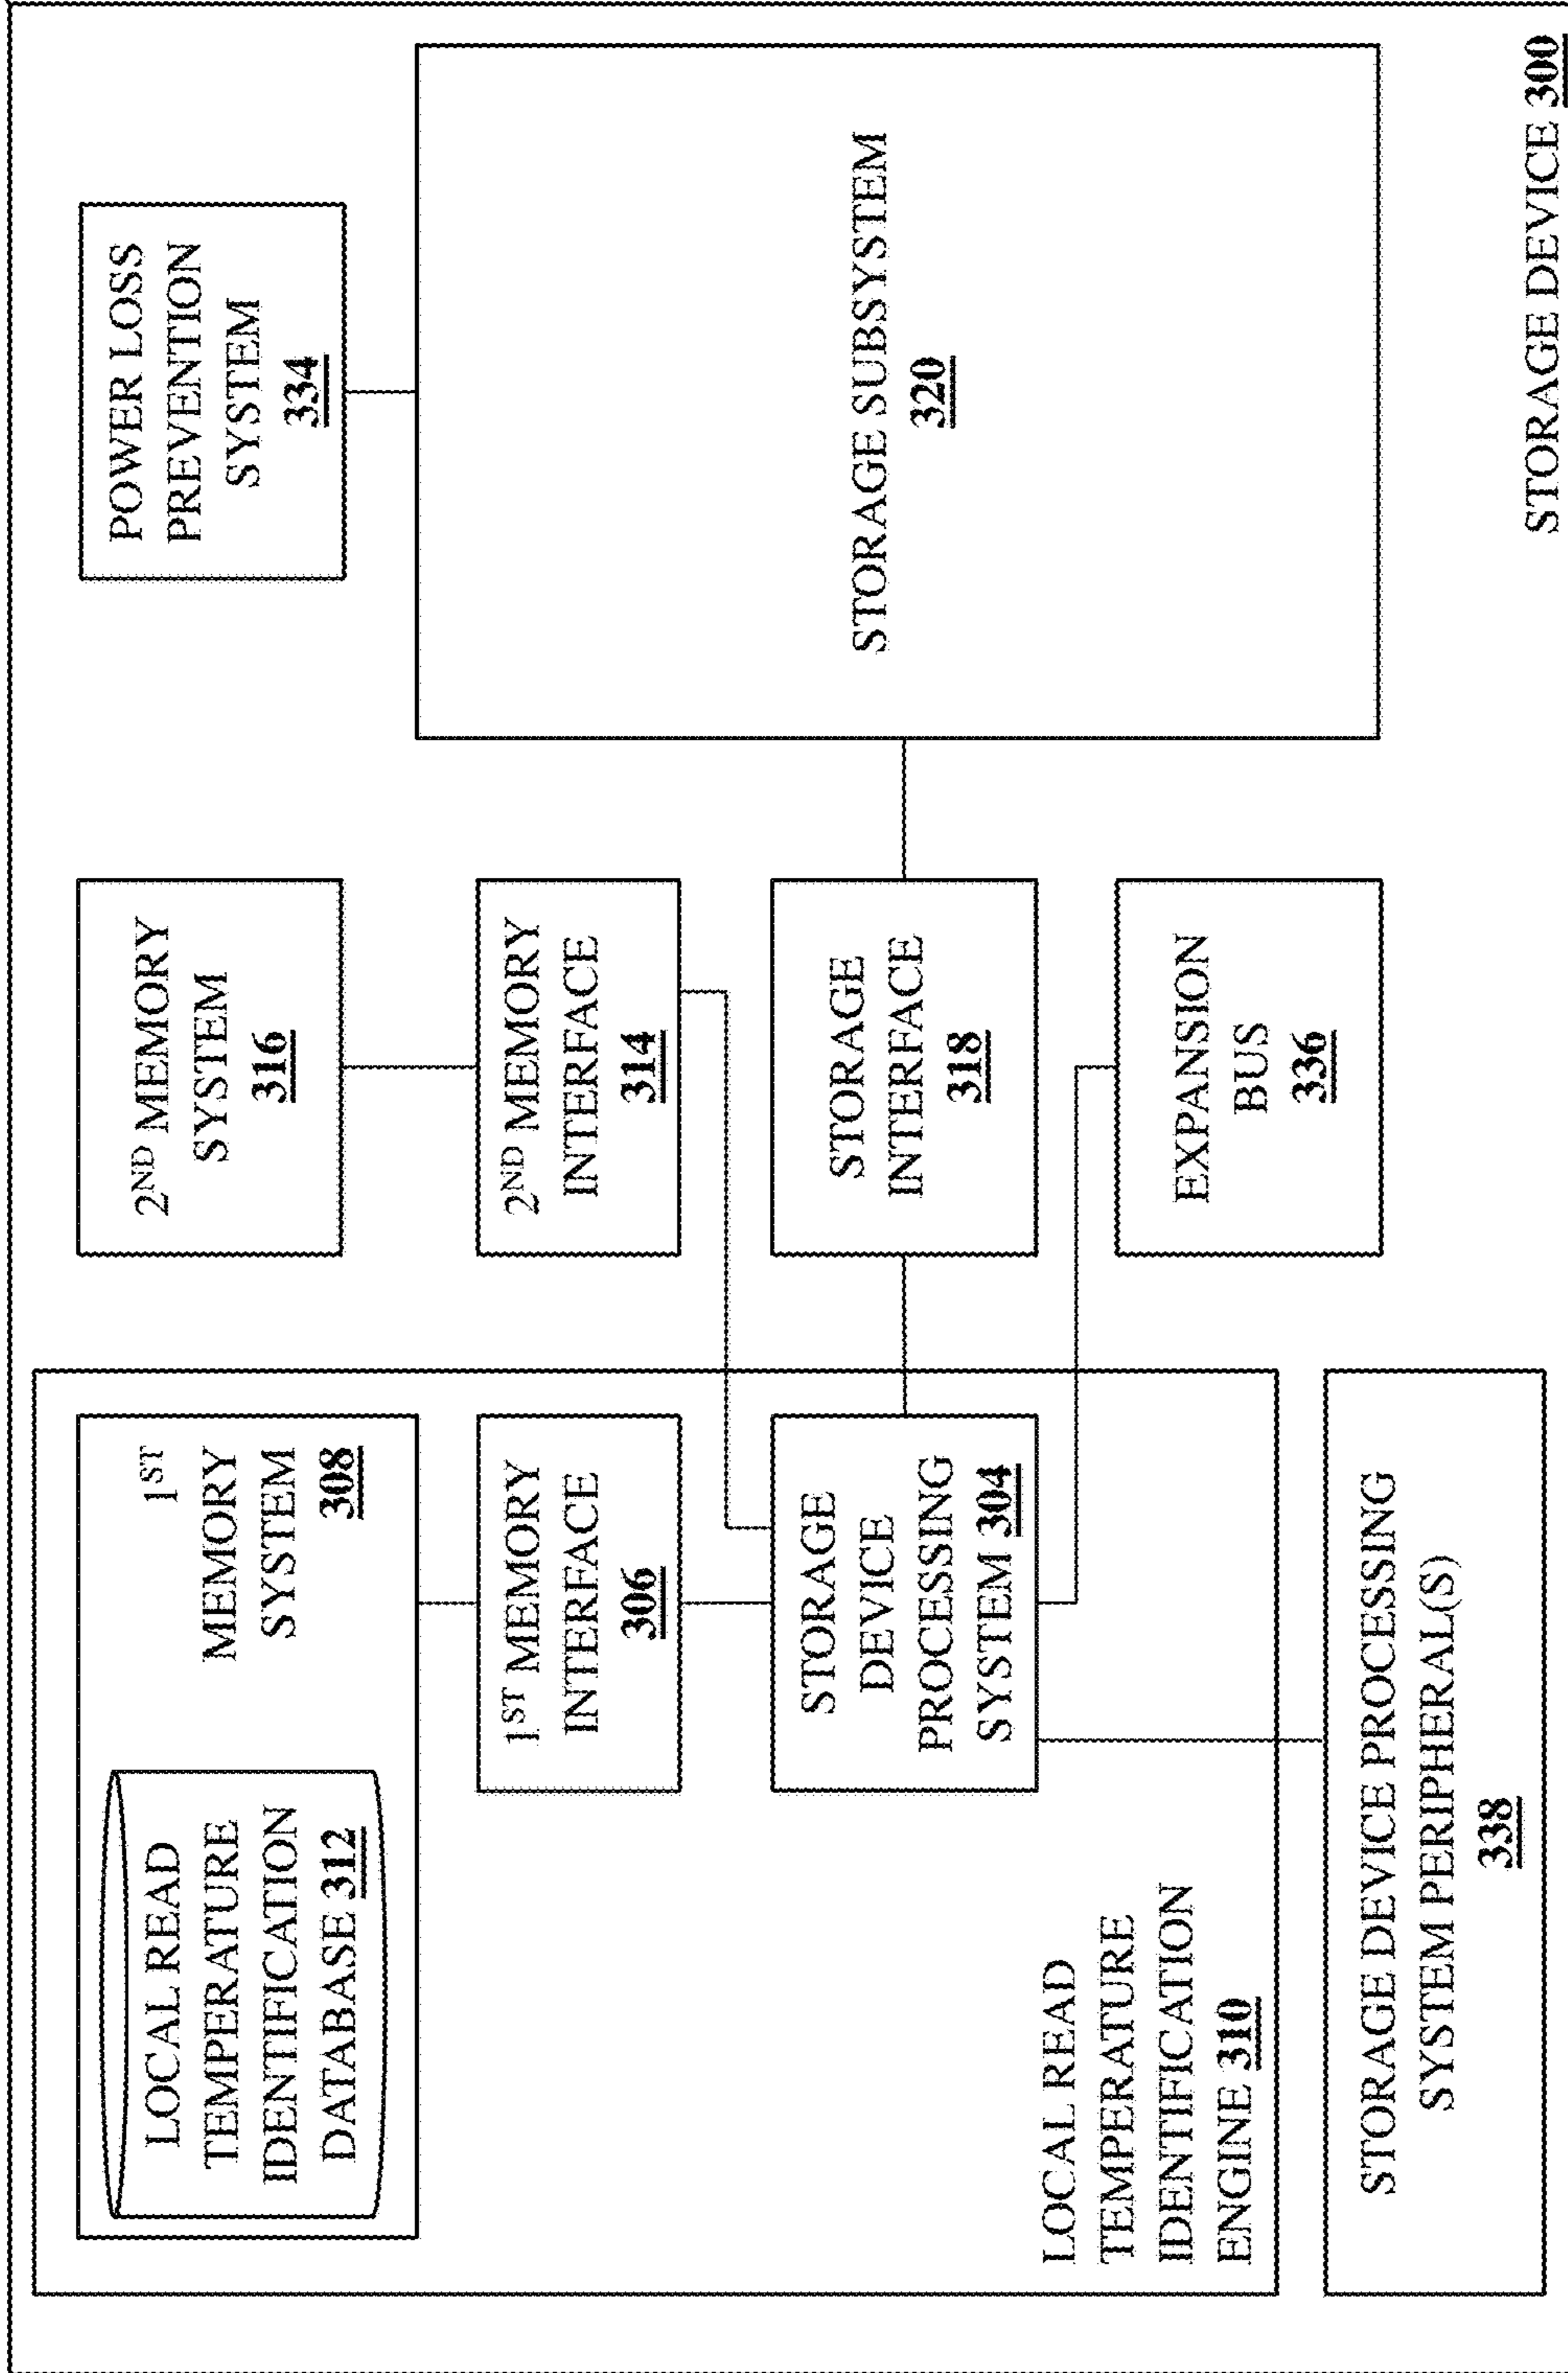 LOCAL READ
TEMPERATURE
IDENTIFICATION
DATABASE 312
1ST
MEMORY
SYSTEM
308
1ST MEMORY
INTERFACE
306
STORAGE
DEVICE
PROCESSING
SYSTEM 304
LOCAL READ
TEMPERATURE
IDENTIFICATION
ENGINE 310
STORAGE DEVICE PROCESSING
SYSTEM PERIPHERAL(S)
338
2ND MEMORY
SYSTEM
316
2ND MEMORY
INTERFACE
314
STORAGE
INTERFACE
318
EXPANSION
BUS
336
POWER LOSS
PREVENTION
SYSTEM
334
STORAGE SUBSYSTEM
320
STORAGE DEVICE 300